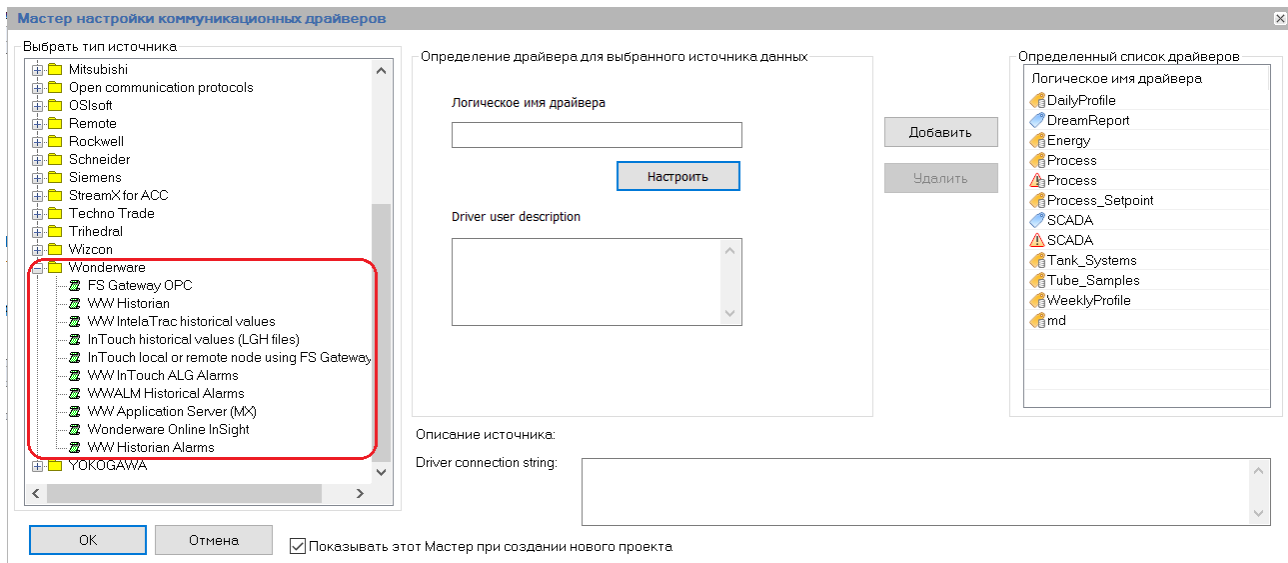 Мастер настройки коммуникационных драйверов
Выбрать тип источника
Mitsubishi
Open communication protocols
OSIsoft
Remote
Rockwell
Schneider
Siemens
StreamX for ACC
Techno Trade
Trihedral
Wizcon
Wonderware
FS Gateway OPC
WW Historian
WW IntelaTrac historical values
InTouch historical values (LGH files)
InTouch local or remote node using FS Gateway
WW InTouch ALG Alarms
WWALM Historical Alarms
WW Application Server (MX)
Wonderware Online InSight
WW Historian Alarms
YOKOGAWA
Определение драйвера для выбранного источника данных
Логическое имя драйвера
Настроить
Driver user description
Добавить
Удалить
Определенный список драйверов
Логическое имя драйвера
DailyProfile
DreamReport
Energy
Process
Process
Process_Setpoint
SCADA
SCADA
Tank_Systems
Tube_Samples
WeeklyProfile
md
Описание источника:
Driver connection string:
OK
Отмена
Показывать этот Мастер при создании нового проекта